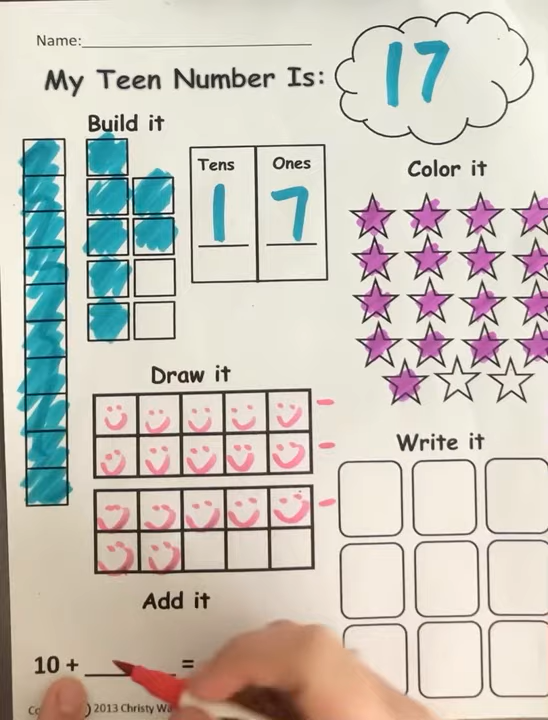 Name:
17
My Teen Number Is:
Build it
Tens Ones
1 7
Color it
Draw it
Write it
Add it
10 + =
2013 Christy